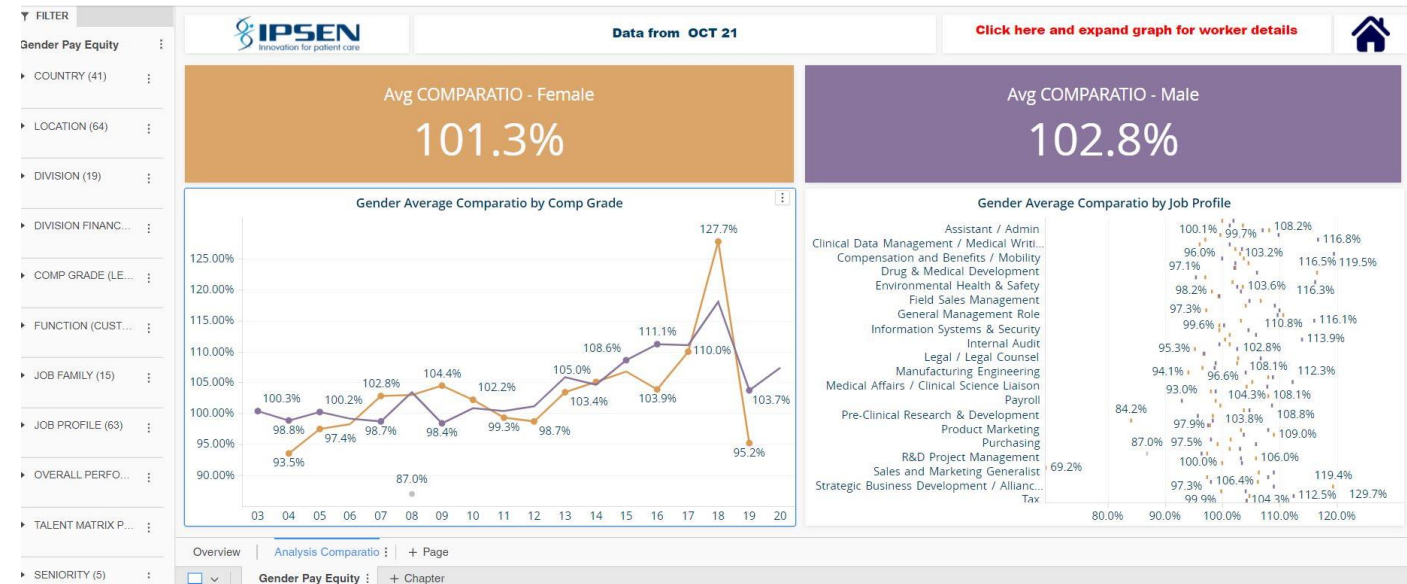 FILTER
Gender Pay Equity
COUNTRY (41)
LOCATION (64)
DIVISION (19)
DIVISION FINANC...
COMP GRADE (LE...
FUNCTION (CUST...
JOB FAMILY (15)
JOB PROFILE (63)
OVERALL PERFO...
TALENT MATRIX P...
SENIORITY (5)
IPSEN
Innovation for patient care
Data from OCT 21
Click here and expand graph for worker details
Avg COMPARATIO - Female
101.3%
Avg COMPARATIO - Male
102.8%
Gender Average Comparatio by Comp Grade
127.7%
125.00%
120.00%
115.00%
111.1%
110.00%
108.6%
110.0%
105.00%
102.8%
104.4%
102.2%
105.0%
100.3%
100.2%
103.4%
103.9%
103.7%
100.00%
98.8%
97.4%
98.7%
98.4%
99.3%
98.7%
95.00%
93.5%
95.2%
90.00%
87.0%
03 04 05 06 07 08 09 10 11 12 13 14 15 16 17 18 19 20
Gender Average Comparatio by Job Profile
Assistant / Admin
Clinical Data Management / Medical Writi...
Compensation and Benefits / Mobility
Drug & Medical Development
Environmental Health & Safety
Field Sales Management
General Management Role
Information Systems & Security
Internal Audit
Legal / Legal Counsel
Manufacturing Engineering
Medical Affairs / Clinical Science Liaison
Payroll
Pre-Clinical Research & Development
Product Marketing
Purchasing
R&D Project Management
Sales and Marketing Generalist
Strategic Business Development / Allianc...
Tax
100.1% 99.7% 108.2%
116.8%
96.0% 103.2%
97.1% 116.5% 119.5%
98.2% 103.6% 116.3%
97.3%
99.6% 110.8% 116.1%
113.9%
95.3% 102.8%
94.1% 96.6% 108.1% 112.3%
93.0% 104.3% 108.1%
84.2% 97.9% 103.8% 108.8%
109.0%
87.0% 97.5%
100.0% 106.0%
69.2%
97.3% 106.4% 119.4%
99.9% 104.3% 112.5% 129.7%
80.0% 90.0% 100.0% 110.0% 120.0%
Overview
Analysis Comparatio
+ Page
Gender Pay Equity
+ Chapter